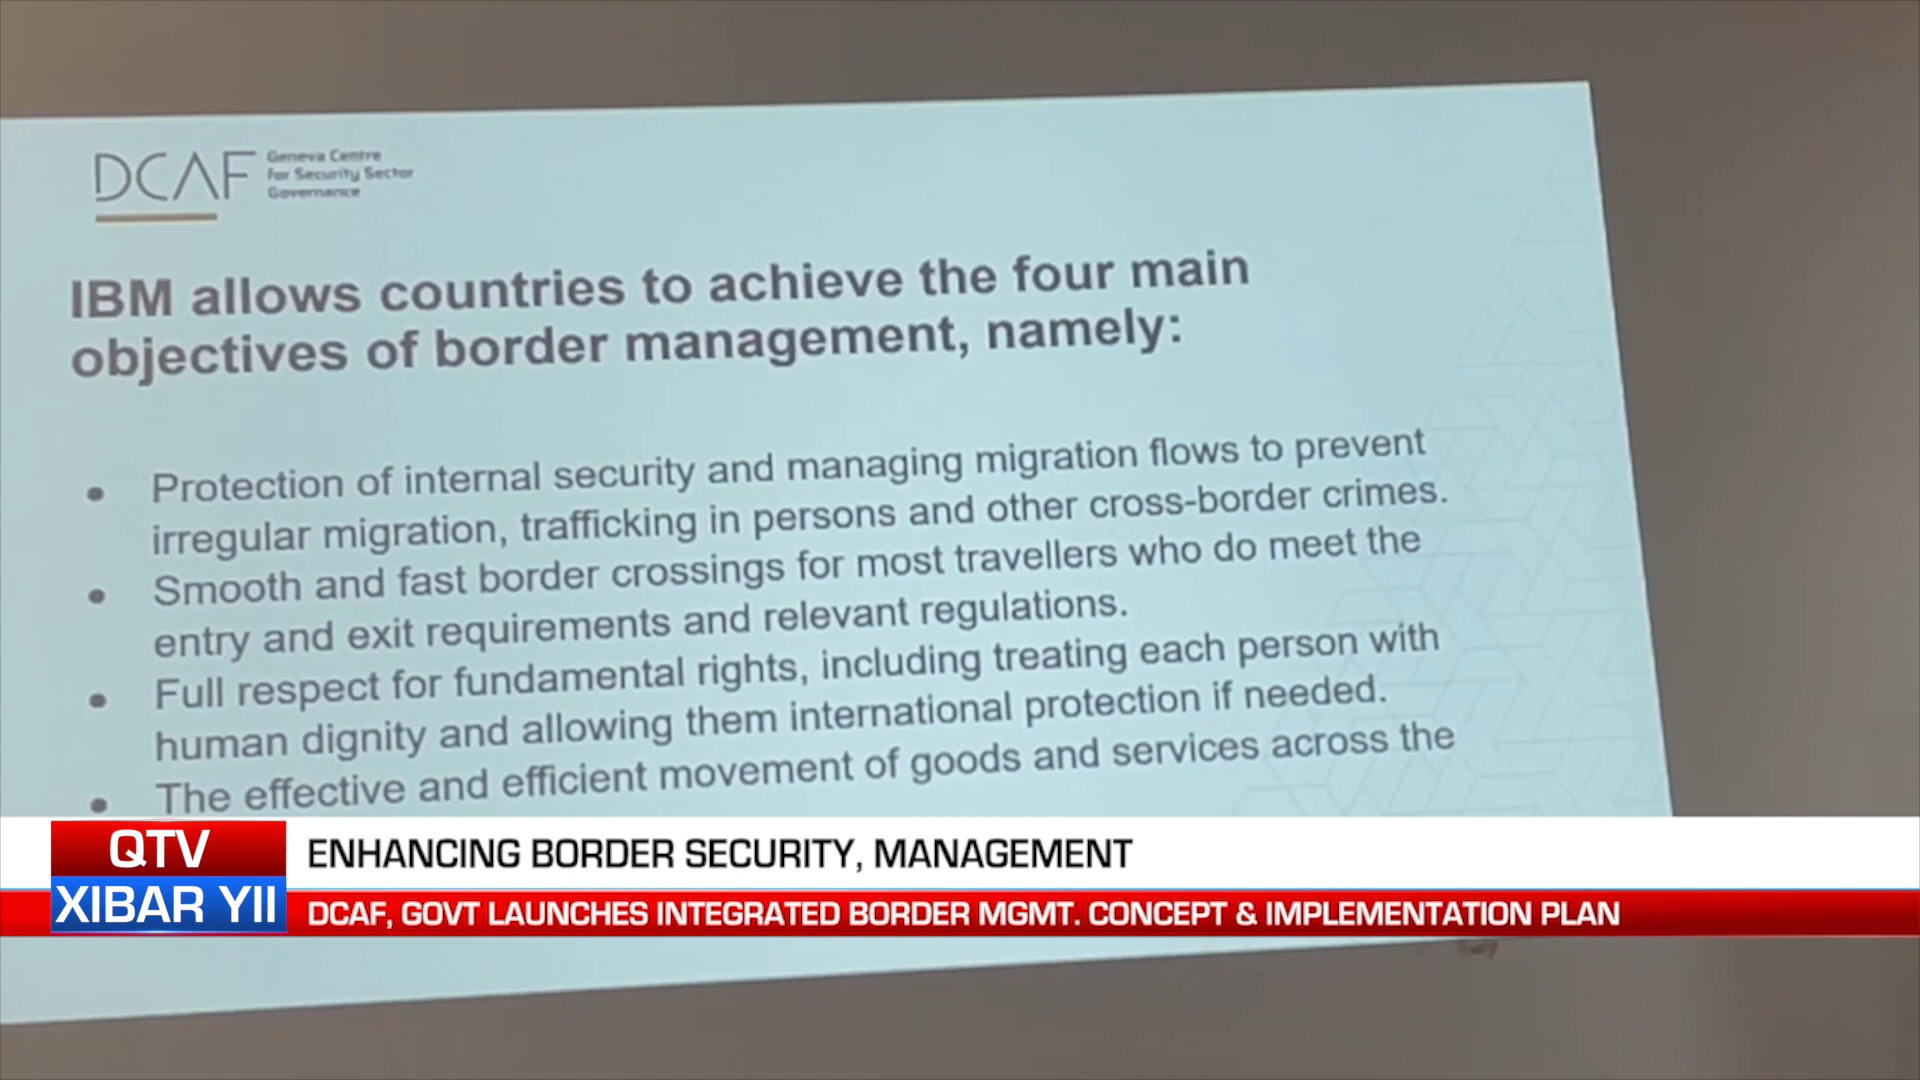 DCAF
Geneva Centre
for Security Sector
Governance
IBM allows countries to achieve the four main
objectives of border management, namely:
• Protection of internal security and managing migration flows to prevent
irregular migration, trafficking in persons and other cross-border crimes.
• Smooth and fast border crossings for most travellers who do meet the
entry and exit requirements and relevant regulations.
• Full respect for fundamental rights, including treating each person with
human dignity and allowing them international protection if needed.
• The effective and efficient movement of goods and services across the
QTV
XIBAR YII
ENHANCING BORDER SECURITY, MANAGEMENT
DCAF, GOVT LAUNCHES INTEGRATED BORDER MGMT. CONCEPT & IMPLEMENTATION PLAN